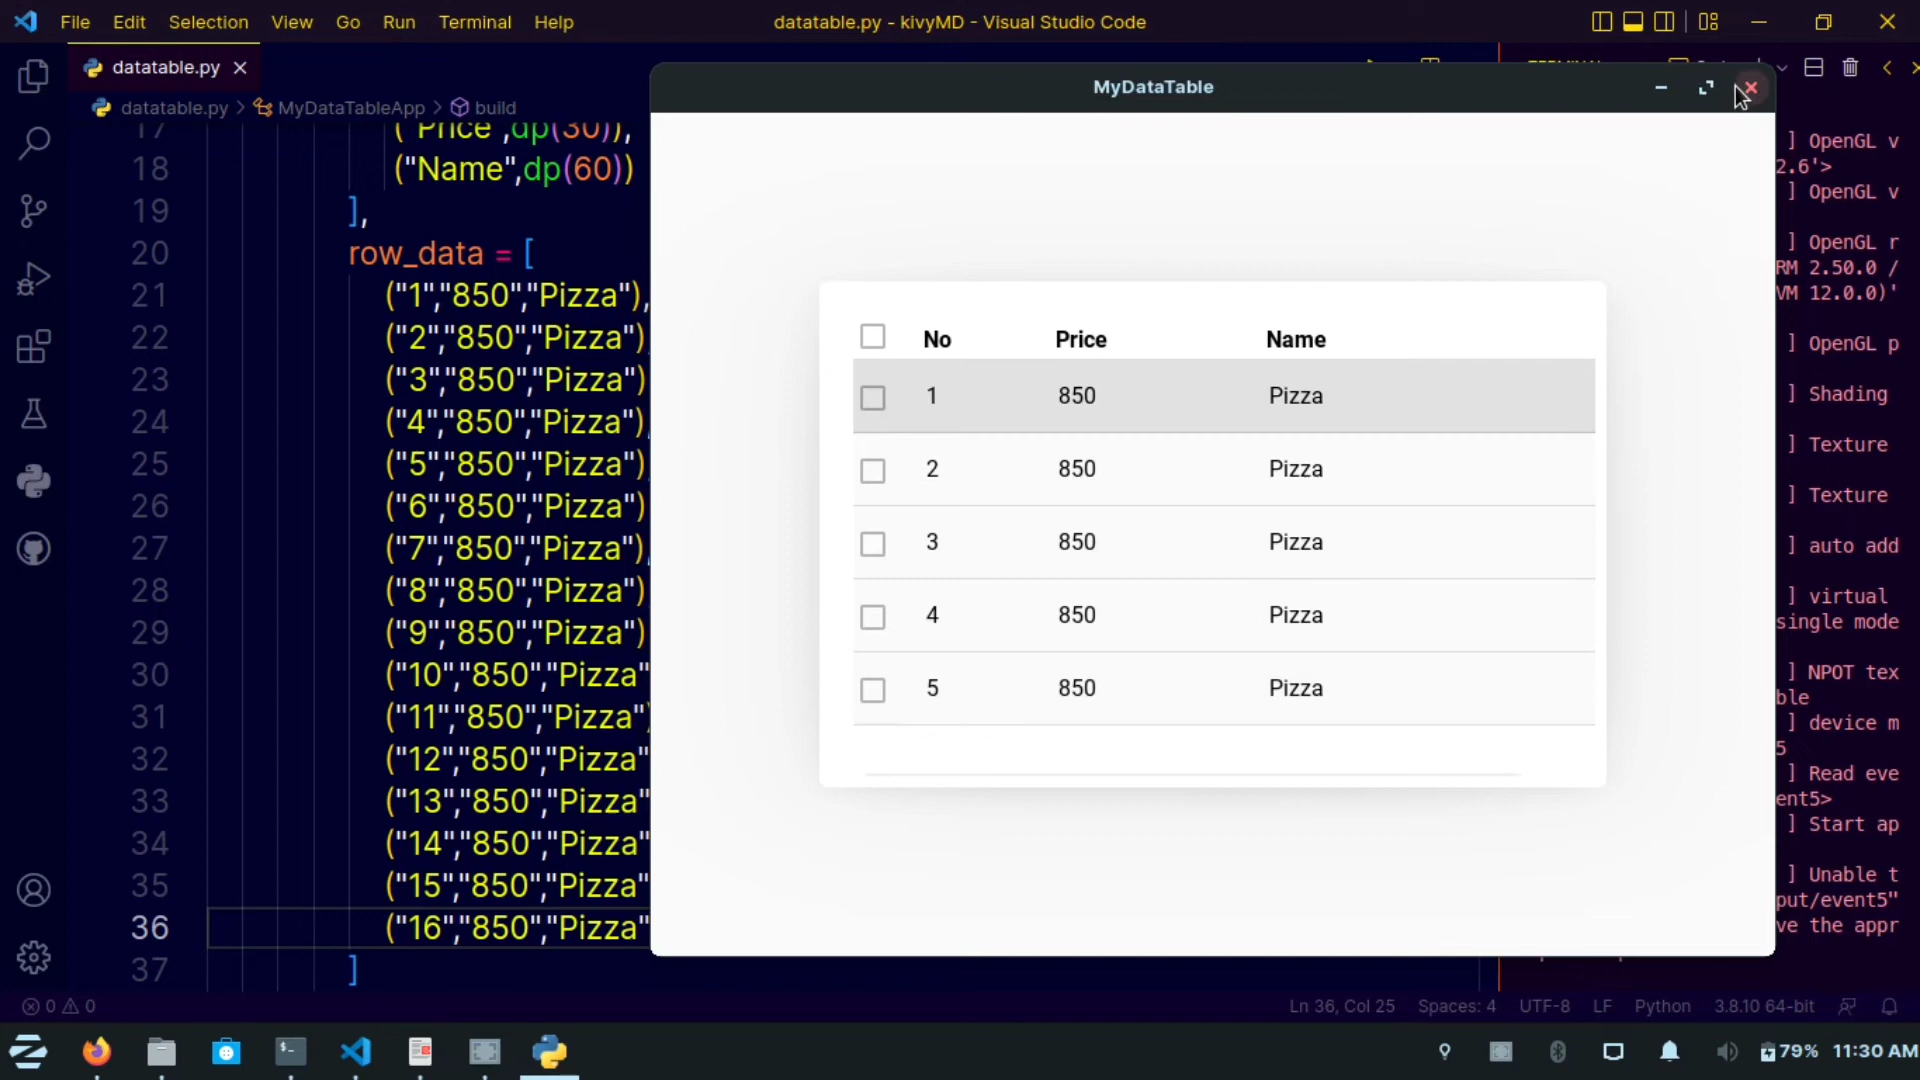 File Edit Selection View Go Run Terminal Help
datatable.py - kivyMD - Visual Studio Code
datatable.py
datatable.py > MyDataTableApp > build
17 ("Price",dp(30)),
18 ("Name",dp(60))
19 ],
20 row_data = [
21 ("1","850","Pizza"),
22 ("2","850","Pizza")
23 ("3","850","Pizza")
24 ("4","850","Pizza"),
25 ("5","850","Pizza")
26 ("6","850","Pizza")
27 ("7","850","Pizza"),
28 ("8","850","Pizza")
29 ("9","850","Pizza")
30 ("10","850","Pizza"
31 ("11","850","Pizza")
32 ("12","850","Pizza"
33 ("13","850","Pizza"
34 ("14","850","Pizza"
35 ("15","850","Pizza"
36 ("16","850","Pizza"
37 ]
MyDataTable
No Price Name
1 850 Pizza
2 850 Pizza
3 850 Pizza
4 850 Pizza
5 850 Pizza
] OpenGL v
2.6'>
] OpenGL v
] OpenGL r
RM 2.50.0 /
VM 12.0.0)'
] OpenGL p
] Shading
] Texture
] Texture
] auto add
] virtual
single mode
] NPOT tex
ble
] device m
5
] Read eve
ent5>
] Start ap
] Unable t
put/event5"
ve the appr
0 0
Ln 36, Col 25 Spaces: 4 UTF-8 LF Python 3.8.10 64-bit
79% 11:30 AM